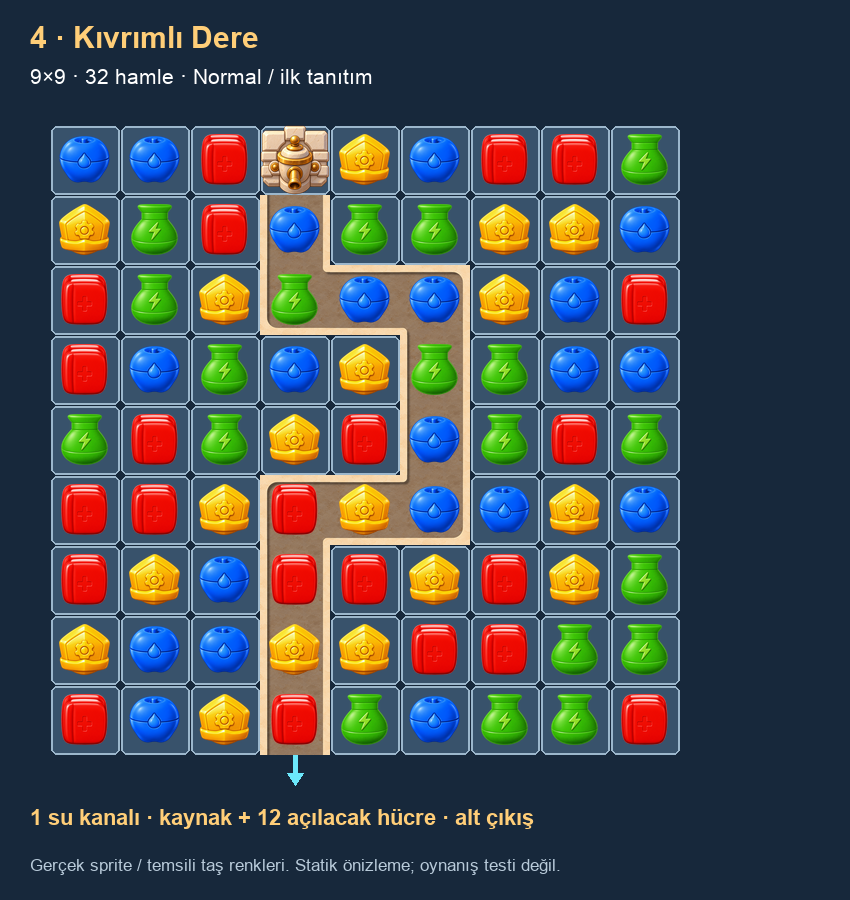 4 · Kıvrımlı Dere
9×9 · 32 hamle · Normal / ilk tanıtım
1 su kanalı · kaynak + 12 açılacak hücre · alt çıkış
Gerçek sprite / temsili taş renkleri. Statik önizleme; oynanış testi değil.